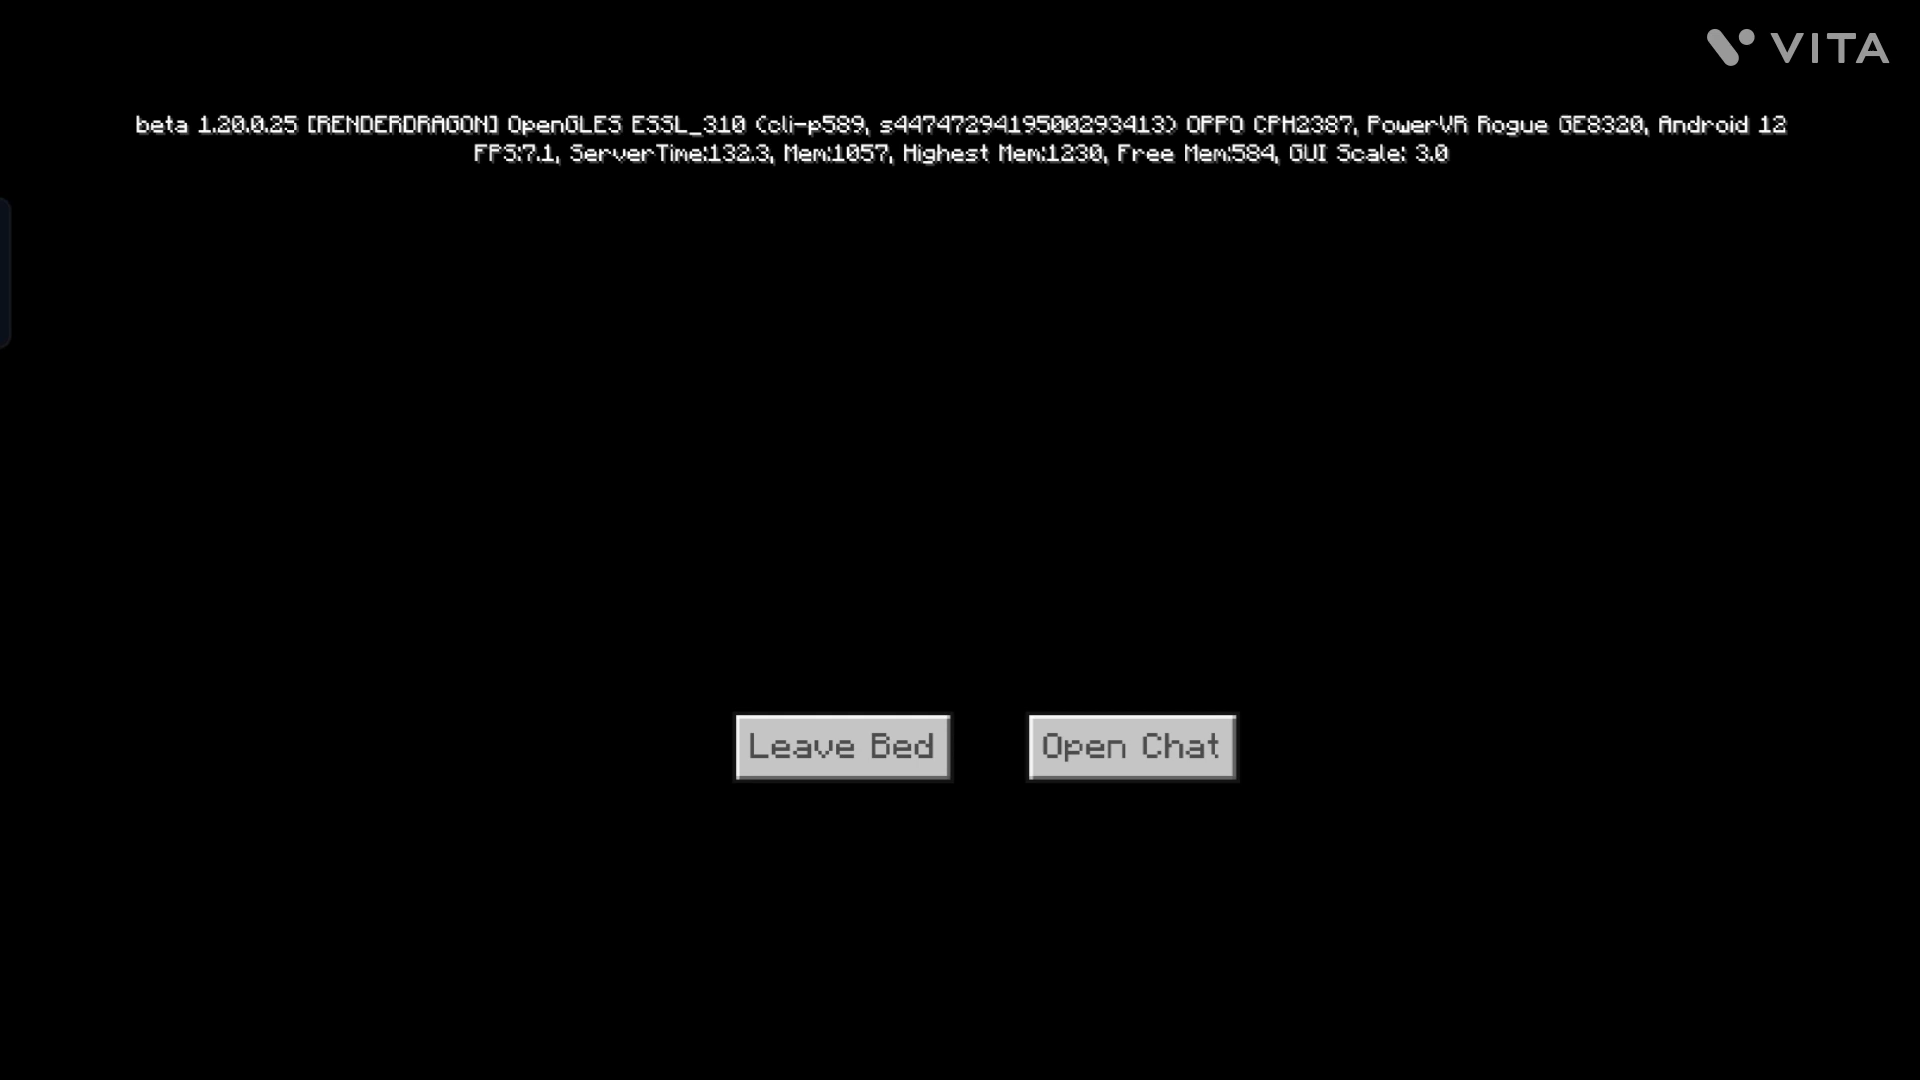 VITA
beta 1.20.0.25 [RENDERDRAGON] OpenGLES ESSL_310 (cli-p589, s4474729419500293413) OPPO CPH2387, PowerVR Rogue GE8320, Android 12
FPS:7.1, ServerTime:132.3, Mem:1057, Highest Mem:1230, Free Mem:584, GUI Scale: 3.0
Leave Bed
Open Chat